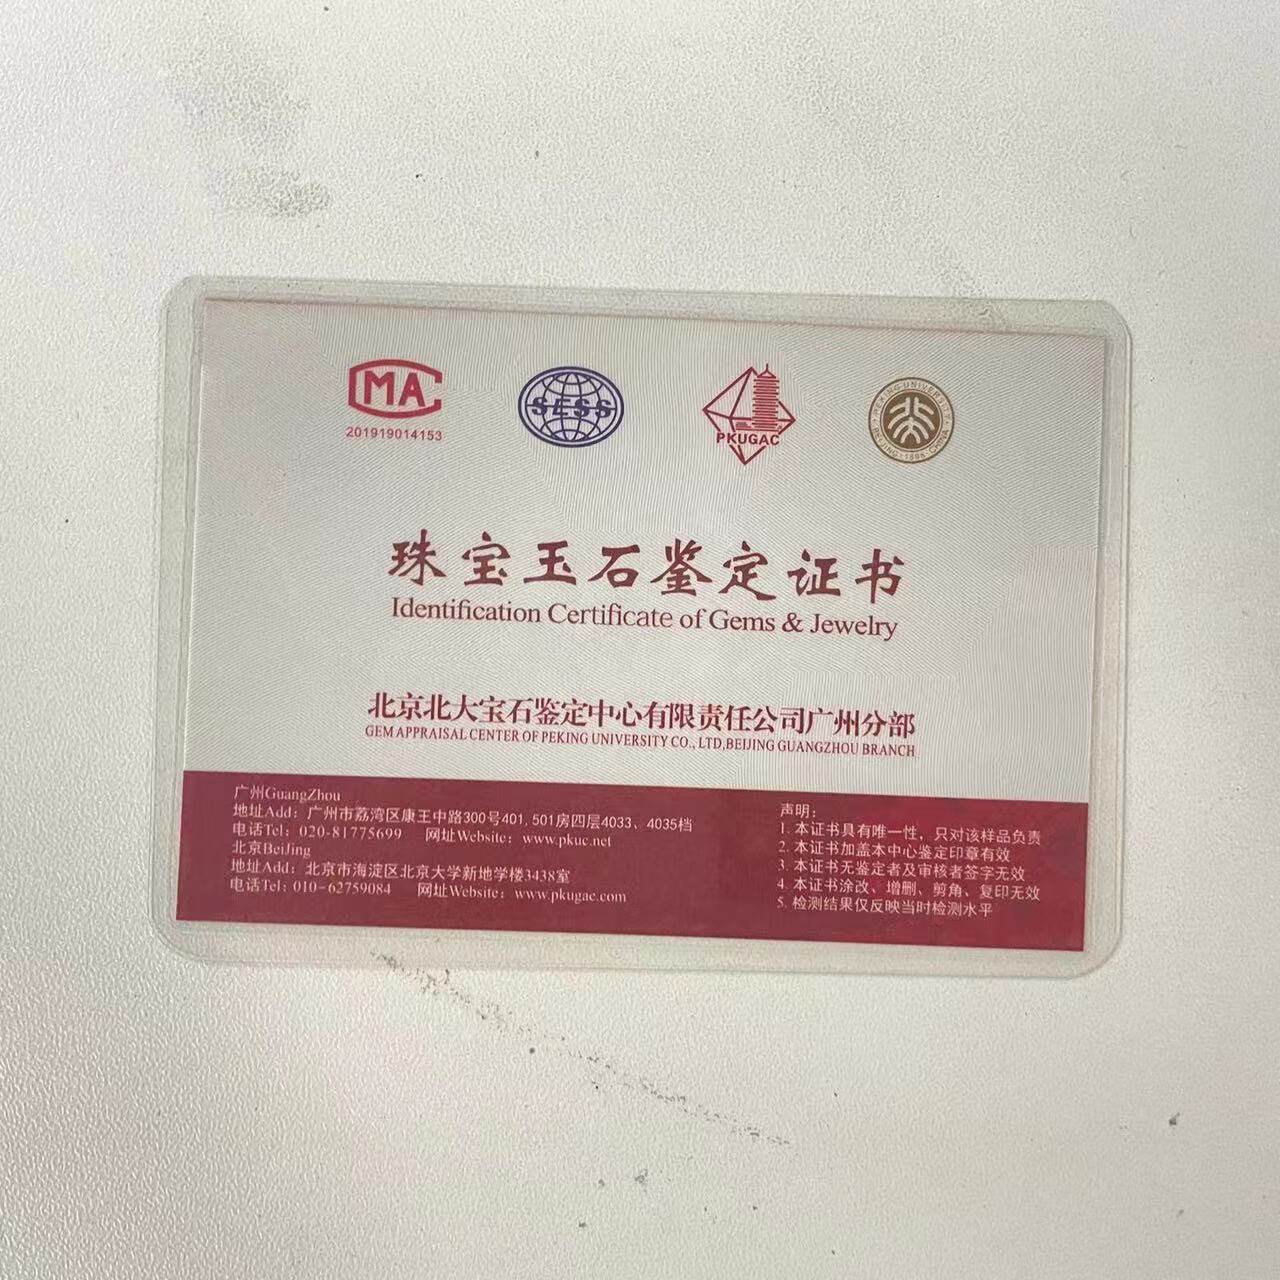 MA
201919014153
SESS
PKUGAC
PEKING UNIVERSITY
BEIJING · 1898 · CHINA
珠宝玉石鉴定证书
Identification Certificate of Gems & Jewelry
北京北大宝石鉴定中心有限责任公司广州分部
GEM APPRAISAL CENTER OF PEKING UNIVERSITY CO., LTD,BEIJING GUANGZHOU BRANCH
广州GuangZhou
地址Add：广州市荔湾区康王中路300号401,501房四层4033、4035档
电话Tel：020-81775699 网址Website：www.pkuc.net
北京BeiJing
地址Add：北京市海淀区北京大学新地学楼3438室
电话Tel：010-62759084 网址Website：www.pkugac.com
声明：
1. 本证书具有唯一性，只对该样品负责
2. 本证书加盖本中心鉴定印章有效
3. 本证书无鉴定者及审核者签字无效
4. 本证书涂改、增删、剪角、复印无效
5. 检测结果仅反映当时检测水平